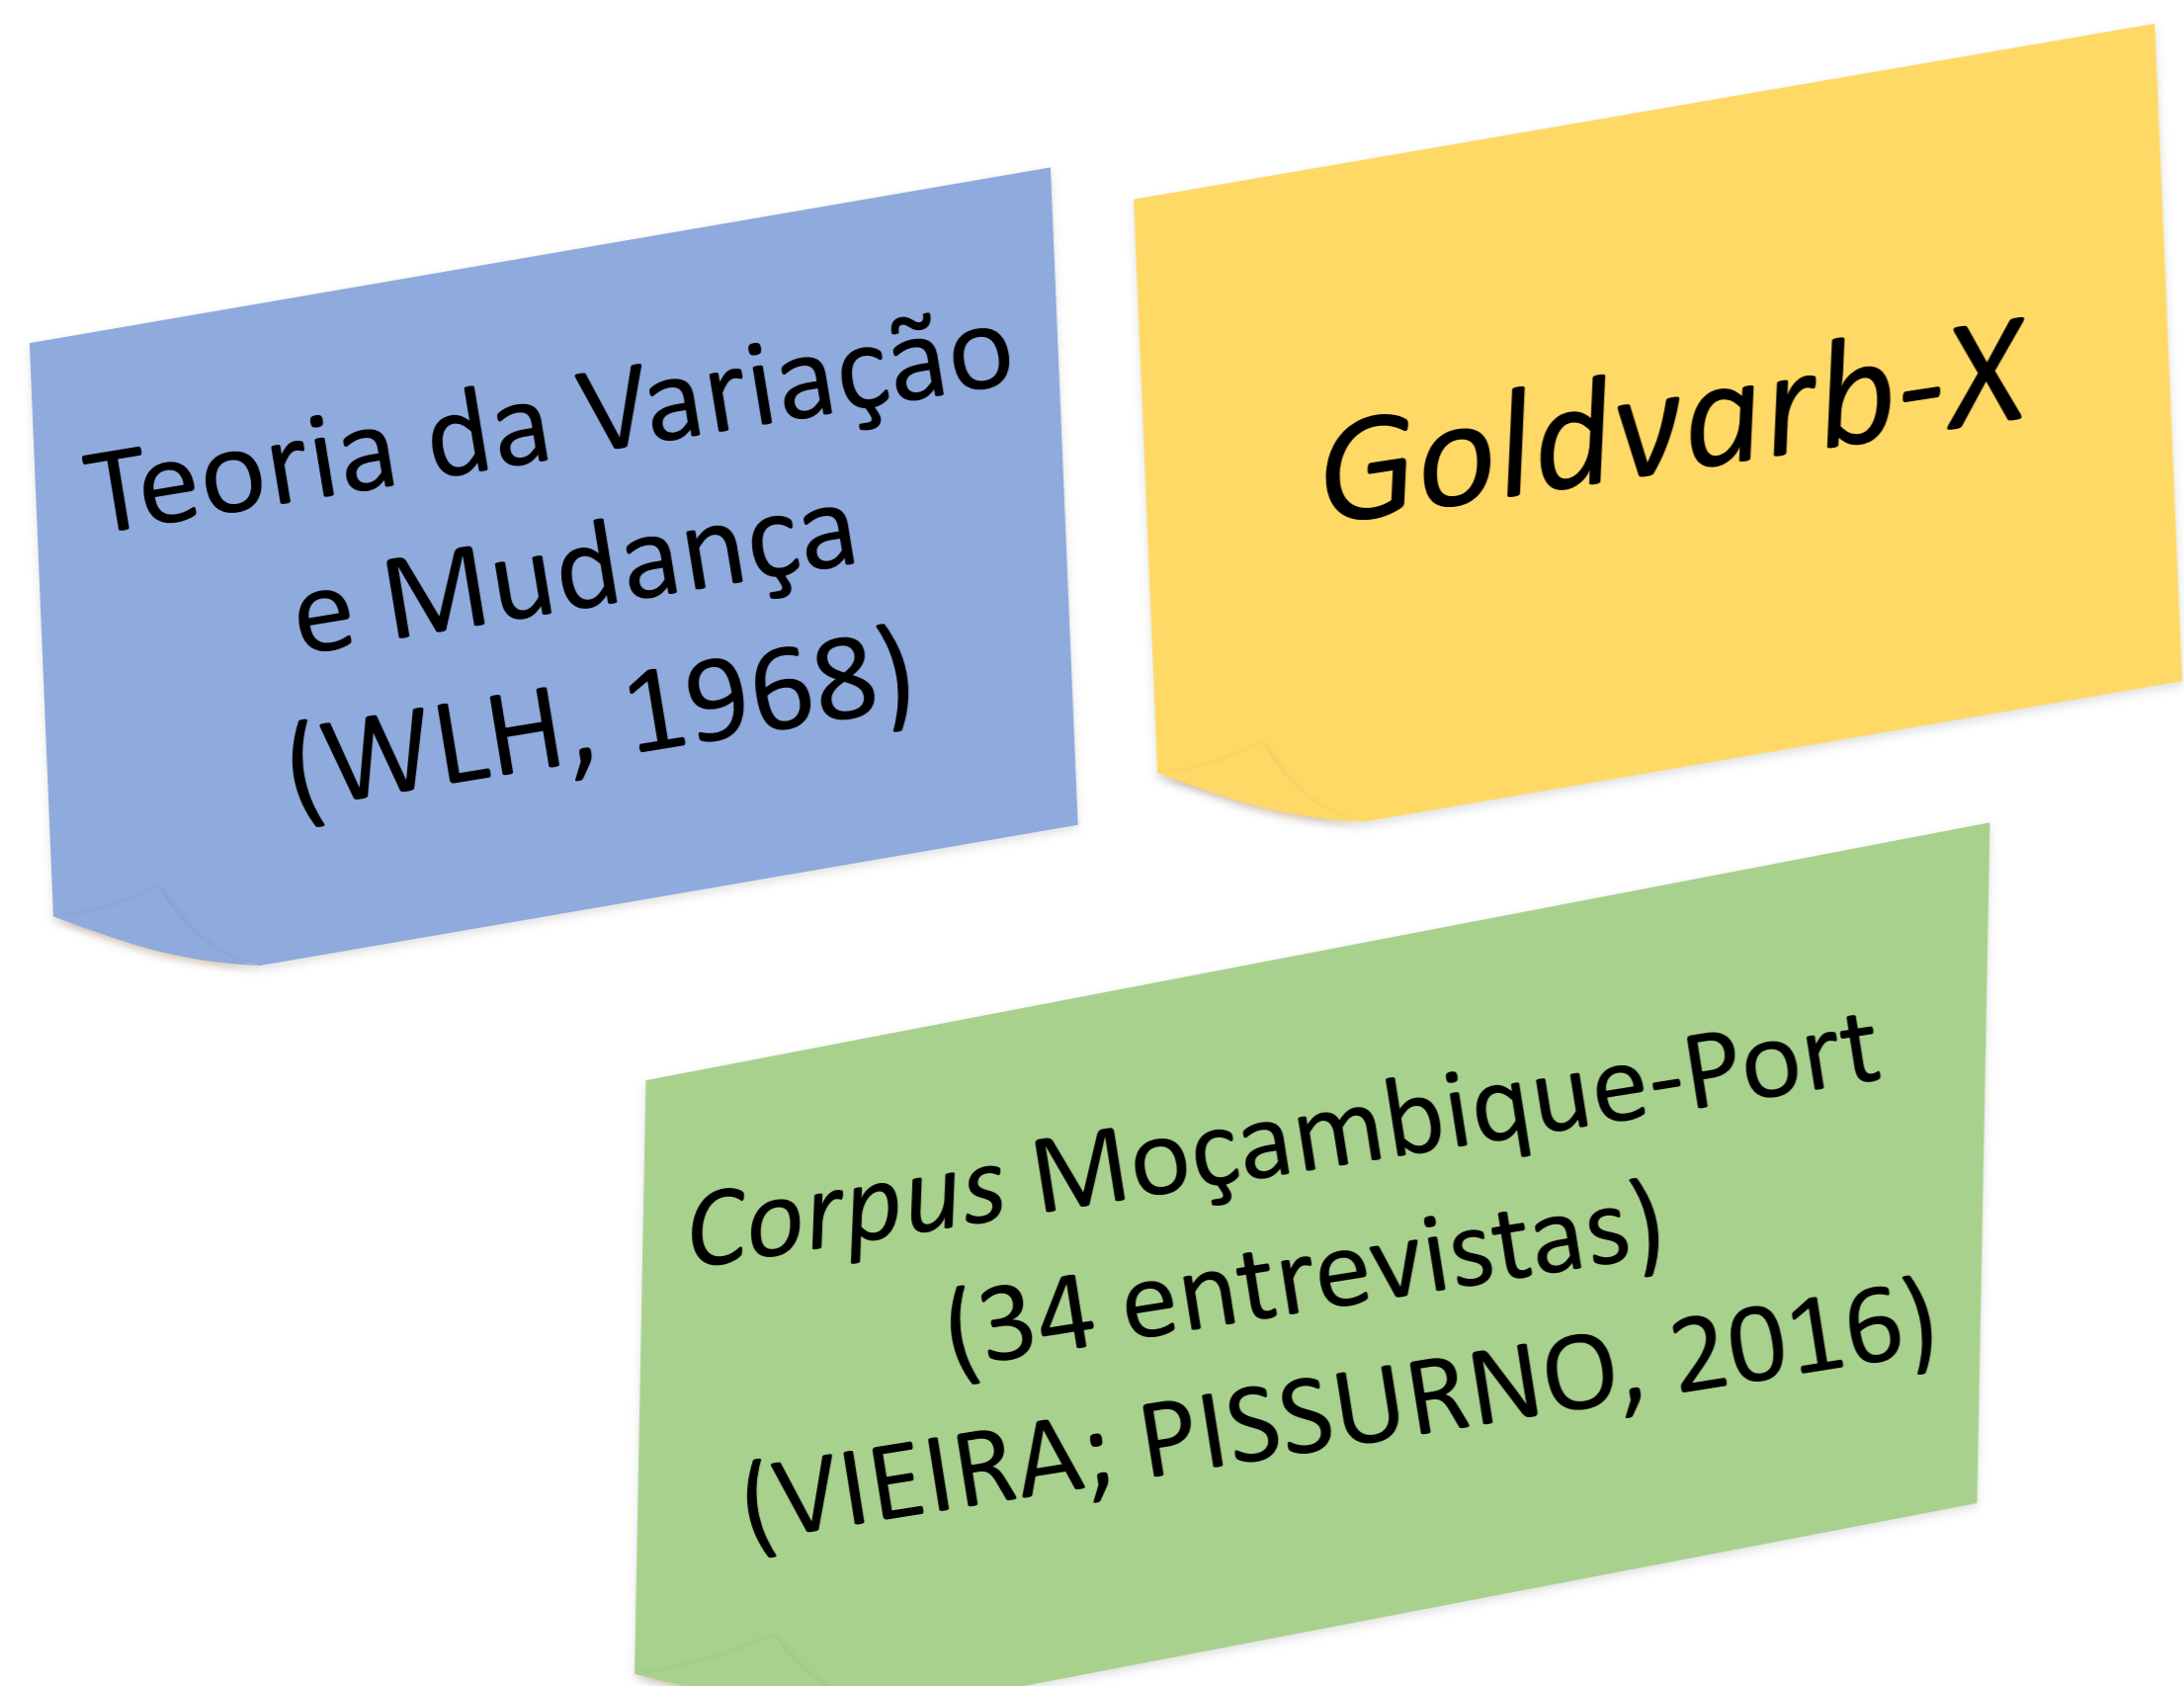 Teoria da Variação
e Mudança
(WLH, 1968)
Goldvarb-X
Corpus Moçambique-Port
(34 entrevistas)
(VIEIRA; PISSURNO, 2016)